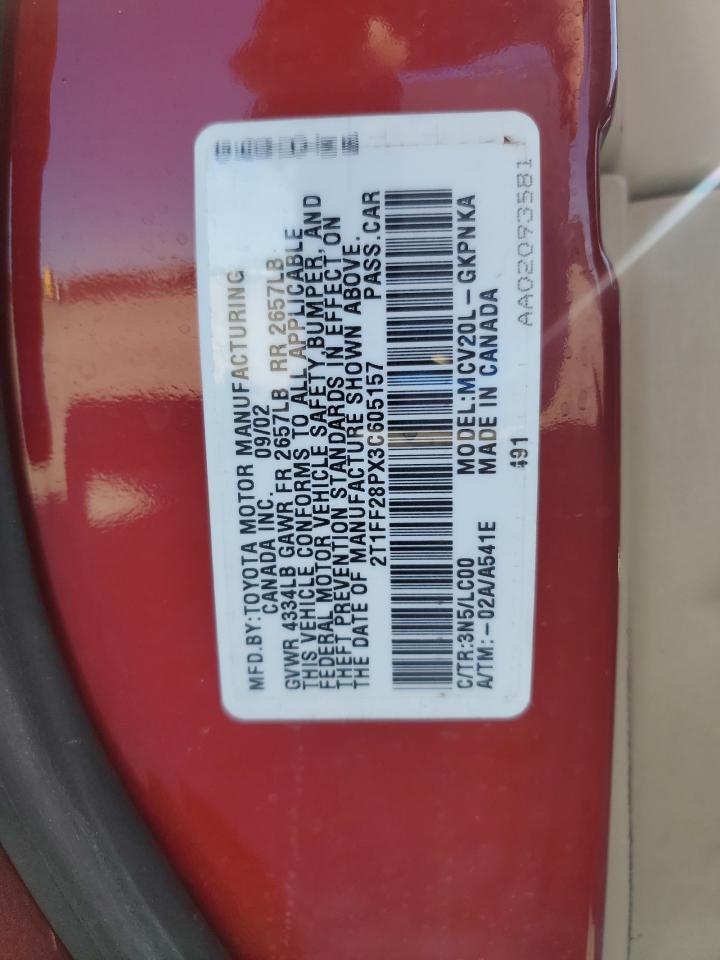 MFD.BY:TOYOTA MOTOR MANUFACTURING
CANADA INC. 09/02
GVWR 4334LB GAWR FR 2657LB RR 2657LB
THIS VEHICLE CONFORMS TO ALL APPLICABLE
FEDERAL MOTOR VEHICLE SAFETY,BUMPER, AND
THEFT PREVENTION STANDARDS IN EFFECT ON
THE DATE OF MANUFACTURE SHOWN ABOVE.
2T1FF28PX3C605157 PASS.CAR
C/TR:3N5/LC00 MODEL:MCV20L-GKPNKA
A/TM:-02A/A541E MADE IN CANADA
491
AA02093581